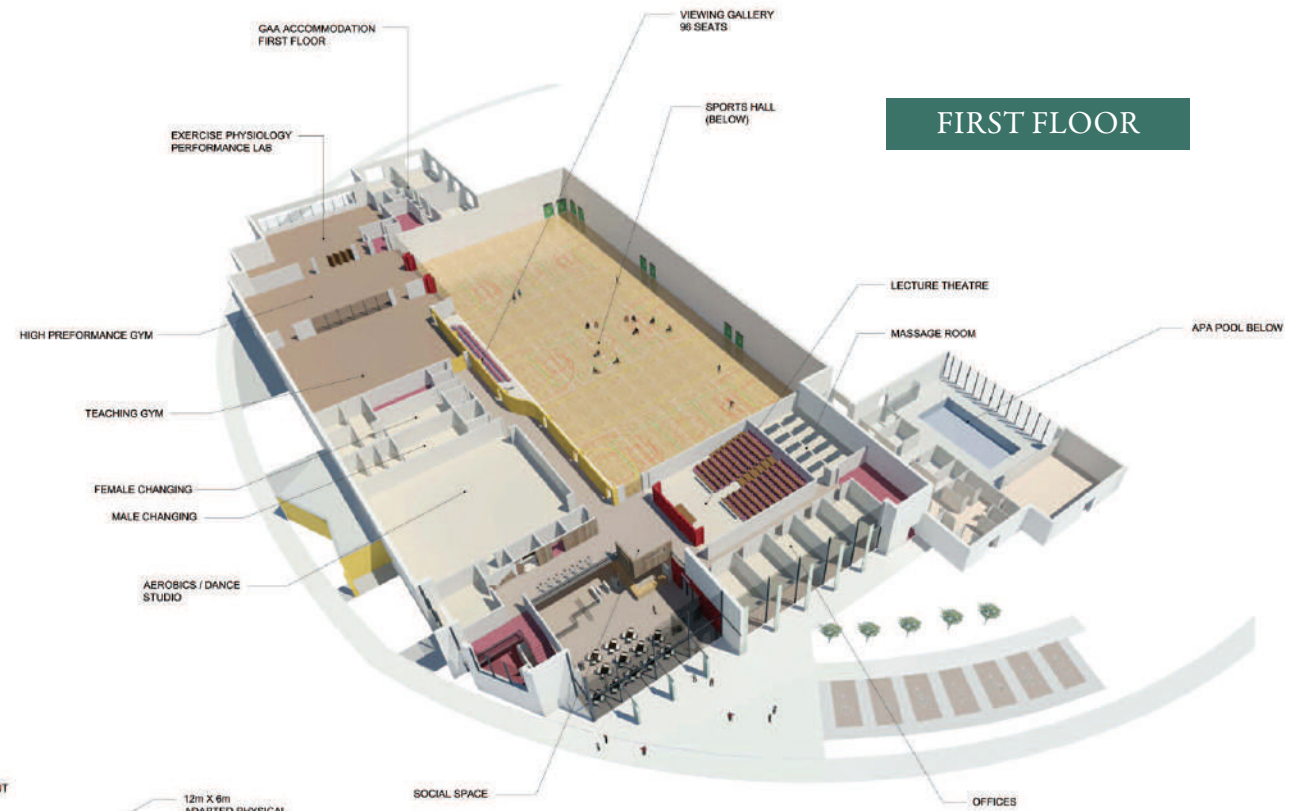 VIEWING GALLERY
96 SEATS
GAA ACCOMMODATION
FIRST FLOOR
SPORTS HALL
(BELOW)
FIRST FLOOR
EXERCISE PHYSIOLOGY
PERFORMANCE LAB
LECTURE THEATRE
MASSAGE ROOM
APA POOL BELOW
HIGH PREFORMANCE GYM
TEACHING GYM
FEMALE CHANGING
MALE CHANGING
AEROBICS / DANCE
STUDIO
SOCIAL SPACE
OFFICES
12m X 6m
ADAPTED PHYSICAL